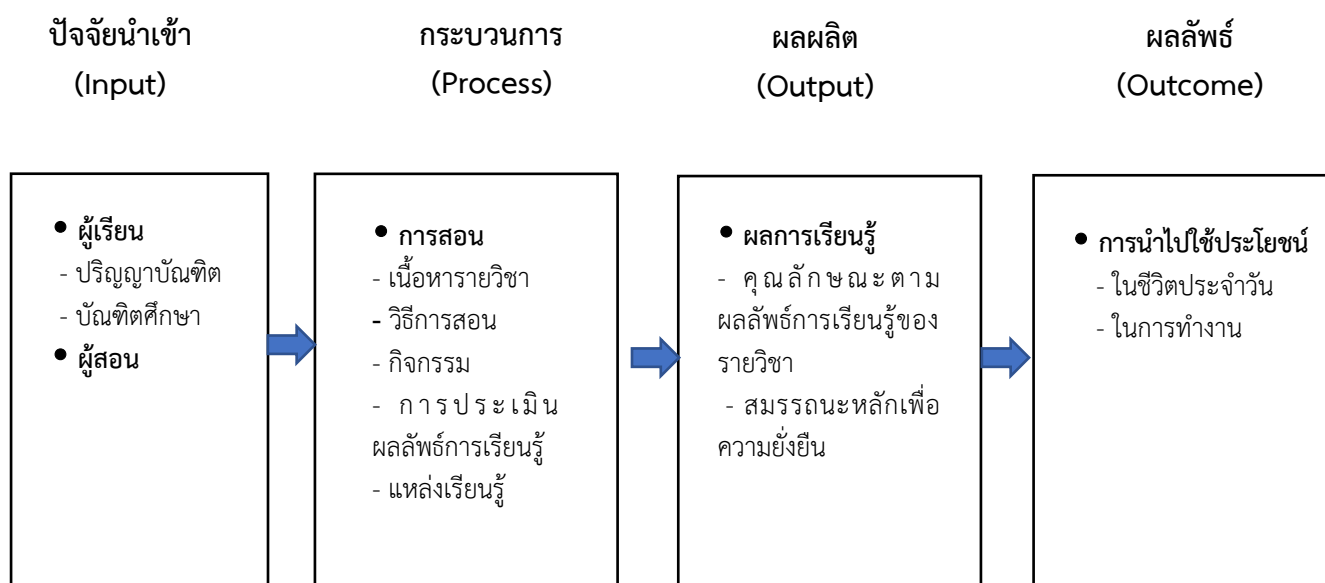 ปัจจัยนำเข้า
(Input)
กระบวนการ
(Process)
ผลผลิต
(Output)
ผลลัพธ์
(Outcome)
● ผู้เรียน
- ปริญญาบัณฑิต
- บัณฑิตศึกษา
● ผู้สอน
● การสอน
- เนื้อหารายวิชา
- วิธีการสอน
- กิจกรรม
- การประเมิน
ผลลัพธ์การเรียนรู้
- แหล่งเรียนรู้
● ผลการเรียนรู้
- คุณลักษณะตาม
ผลลัพธ์การเรียนรู้ของ
รายวิชา
- สมรรถนะหลักเพื่อ
ความยั่งยืน
● การนำไปใช้ประโยชน์
- ในชีวิตประจำวัน
- ในการทำงาน